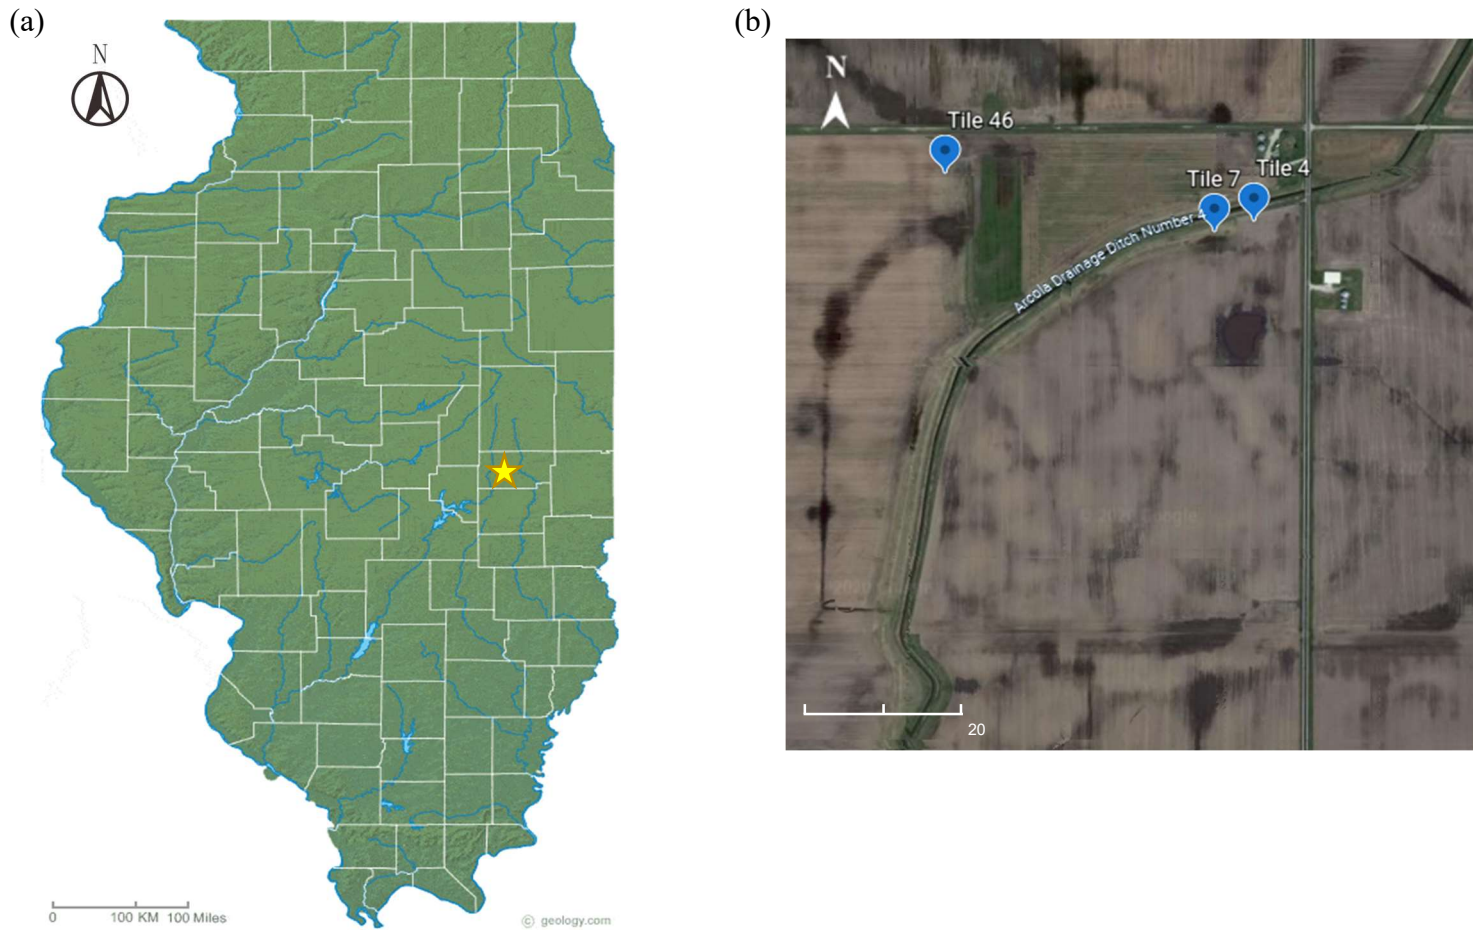 (a)
N
0 100 KM 100 Miles
© geology.com
(b)
N
Tile 46
Tile 7
Tile 4
Arcola Drainage Ditch Number 4
20